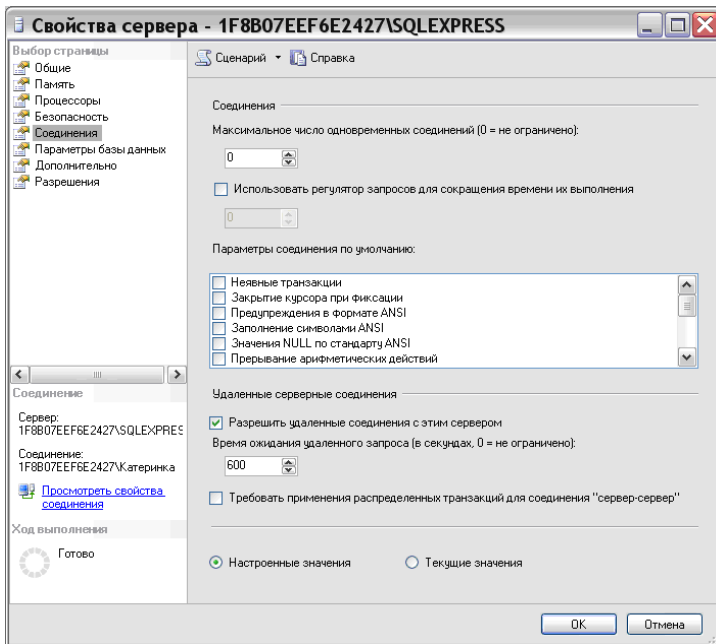 Свойства сервера - 1F8B07EEF6E2427\SQLEXPRESS
Выбор страницы
Общие
Память
Процессоры
Безопасность
Соединения
Параметры базы данных
Дополнительно
Разрешения
Соединение
Сервер:
1F8B07EEF6E2427\SQLEXPRES
Соединение:
1F8B07EEF6E2427\Катеринка
Просмотреть свойства
соединения
Ход выполнения
Готово
Сценарий Справка
Соединения
Максимальное число одновременных соединений (0 = не ограничено):
0
Использовать регулятор запросов для сокращения времени их выполнения
0
Параметры соединения по умолчанию:
Неявные транзакции
Закрытие курсора при фиксации
Предупреждения в формате ANSI
Заполнение символами ANSI
Значения NULL по стандарту ANSI
Прерывание арифметических действий
Удаленные серверные соединения
Разрешить удаленные соединения с этим сервером
Время ожидания удаленного запроса (в секундах, 0 = не ограничено):
600
Требовать применения распределенных транзакций для соединения "сервер-сервер"
Настроенные значения Текущие значения
OK Отмена